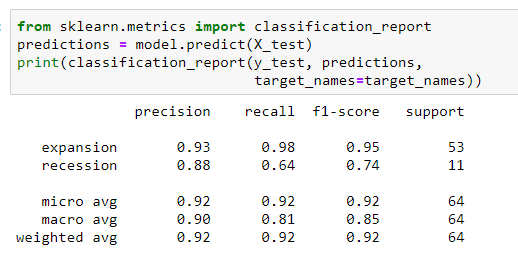 from sklearn.metrics import classification_report
predictions = model.predict(X_test)
print(classification_report(y_test, predictions,
                            target_names=target_names))
              precision    recall  f1-score   support

   expansion       0.93      0.98      0.95        53
   recession       0.88      0.64      0.74        11

   micro avg       0.92      0.92      0.92        64
   macro avg       0.90      0.81      0.85        64
weighted avg       0.92      0.92      0.92        64